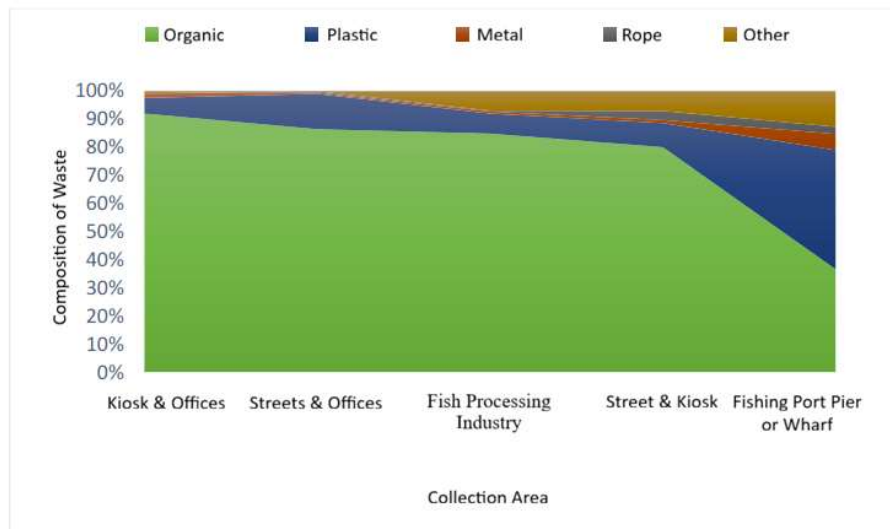 Organic Plastic Metal Rope Other
100%
90%
80%
70%
60%
50%
40%
30%
20%
10%
0%
Composition of Waste
Kiosk & Offices Streets & Offices Fish Processing Street & Kiosk Fishing Port Pier
Industry or Wharf
Collection Area